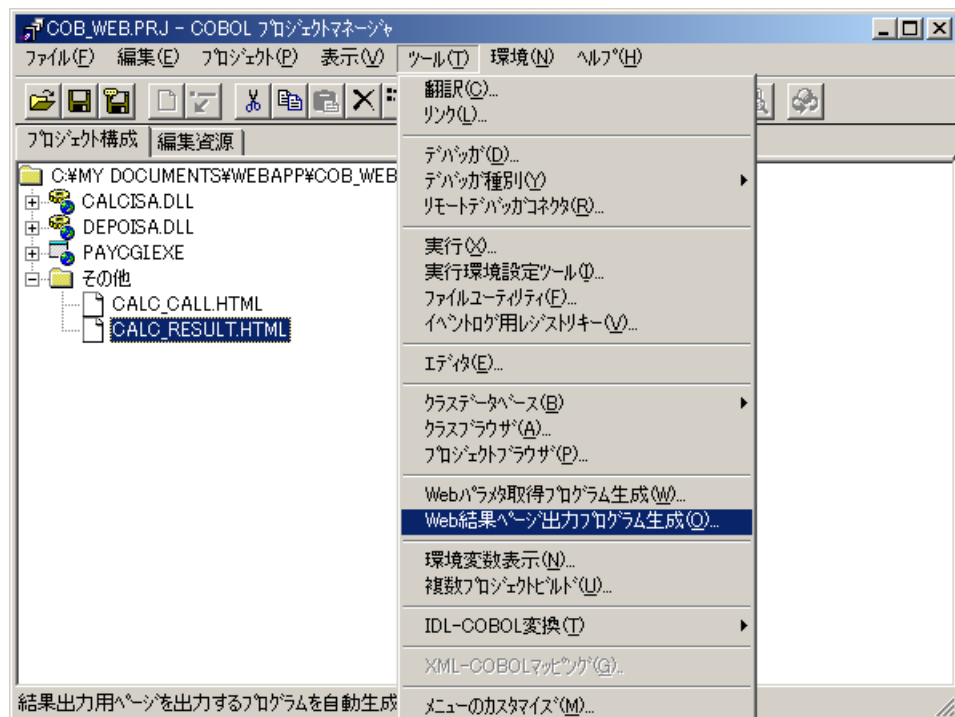 COB_WEB.PRJ - COBOL プロジェクトマネージャ
ファイル(F) 編集(E) プロジェクト(P) 表示(V) ツール(T) 環境(N) ヘルプ(H)
プロジェクト構成 編集資源
C:¥MY DOCUMENTS¥WEBAPP¥COB_WEB
CALCISA.DLL
DEPOISA.DLL
PAYCGI.EXE
その他
CALC_CALL.HTML
CALC_RESULT.HTML
翻訳(C)...
リンク(L)...
デバッガ(D)...
デバッガ種別(Y)
リモートデバッガコネクタ(R)...
実行(X)...
実行環境設定ツール(I)...
ファイルユーティリティ(F)...
イベントログ用レジストリキー(V)...
エディタ(E)...
クラスデータベース(B)
クラスブラウザ(A)...
プロジェクトブラウザ(P)...
Webパラメタ取得プログラム生成(W)...
Web結果ページ出力プログラム生成(O)...
環境変数表示(N)...
複数プロジェクトビルド(U)...
IDL-COBOL変換(T)
XML-COBOLマッピング(G)..
メニューのカスタマイズ(M)...
結果出力用ページを出力するプログラムを自動生成